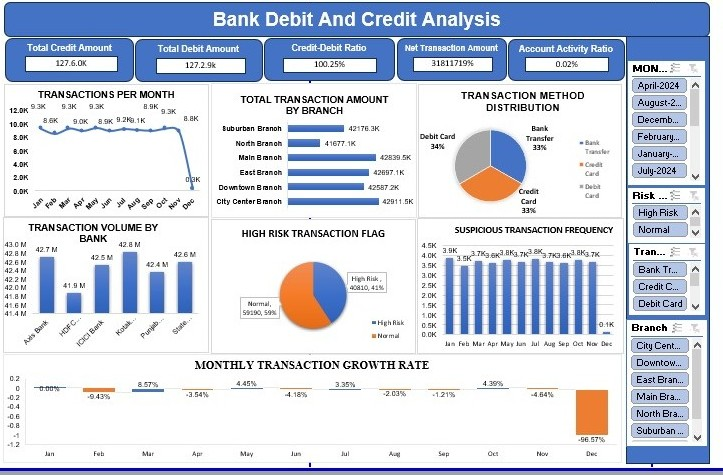 Bank Debit And Credit Analysis
Total Credit Amount
127.6.0K
Total Debit Amount
127.2.9k
Credit-Debit Ratio
100.25%
Net Transaction Amount
31811719%
Account Activity Ratio
0.02%
TRANSACTIONS PER MONTH
12.0K
10.0K
8.0K
6.0K
4.0K
2.0K
0.0K
9.3K 8.6K 9.3K 9.0K 9.3K 8.9K 9.2K 9.1K 8.9K 9.3K 8.8K 0.3K
Jan Feb Mar Apr May Jun Jul Aug Sep Oct Nov Dec
TOTAL TRANSACTION AMOUNT
BY BRANCH
Suburban Branch 42176.3K
North Branch 41677.1K
Main Branch 42839.5K
East Branch 42697.1K
Downtown Branch 42587.2K
City Center Branch 42911.5K
TRANSACTION METHOD
DISTRIBUTION
Debit Card
34%
Bank
Transfer
33%
Credit
Card
33%
Bank
Transfer
Credit
Card
Debit
Card
TRANSACTION VOLUME BY
BANK
43.0 M
42.8 M
42.6 M
42.4 M
42.2 M
42.0 M
41.8 M
41.6 M
41.4 M
42.7 M 41.9 M 42.5 M 42.8 M 42.4 M 42.6 M
Axis Bank HDFC... ICICI Bank Kotak... Punjab... State...
HIGH RISK TRANSACTION FLAG
High Risk ,
40810, 41%
Normal,
59190, 59%
High Risk
Normal
SUSPICIOUS TRANSACTION FREQUENCY
4.5K
4.0K
3.5K
3.0K
2.5K
2.0K
1.5K
1.0K
0.5K
0.0K
3.9K 3.5K 3.7K 3.6K 3.8K 3.7K 3.8K 3.7K 3.6K 3.8K 3.7K 0.1K
Jan Feb Mar Apr May Jun Jul Aug Sep Oct Nov Dec
MONTHLY TRANSACTION GROWTH RATE
0.2
0
-0.2
-0.4
-0.6
-0.8
-1
-1.2
0.00% -9.43% 8.57% -3.54% 4.45% -4.18% 3.35% -2.03% -1.21% 4.39% -4.64% -96.57%
Jan Feb Mar Apr May Jun Jul Aug Sep Oct Nov Dec
MON...
April-2024
August-2...
Decemb...
February...
January-...
July-2024
Risk ...
High Risk
Normal
Tran...
Bank Tr...
Credit C...
Debit Card
Branch
City Cent...
Downtow...
East Bran...
Main Bra...
North Bra...
Suburban ...